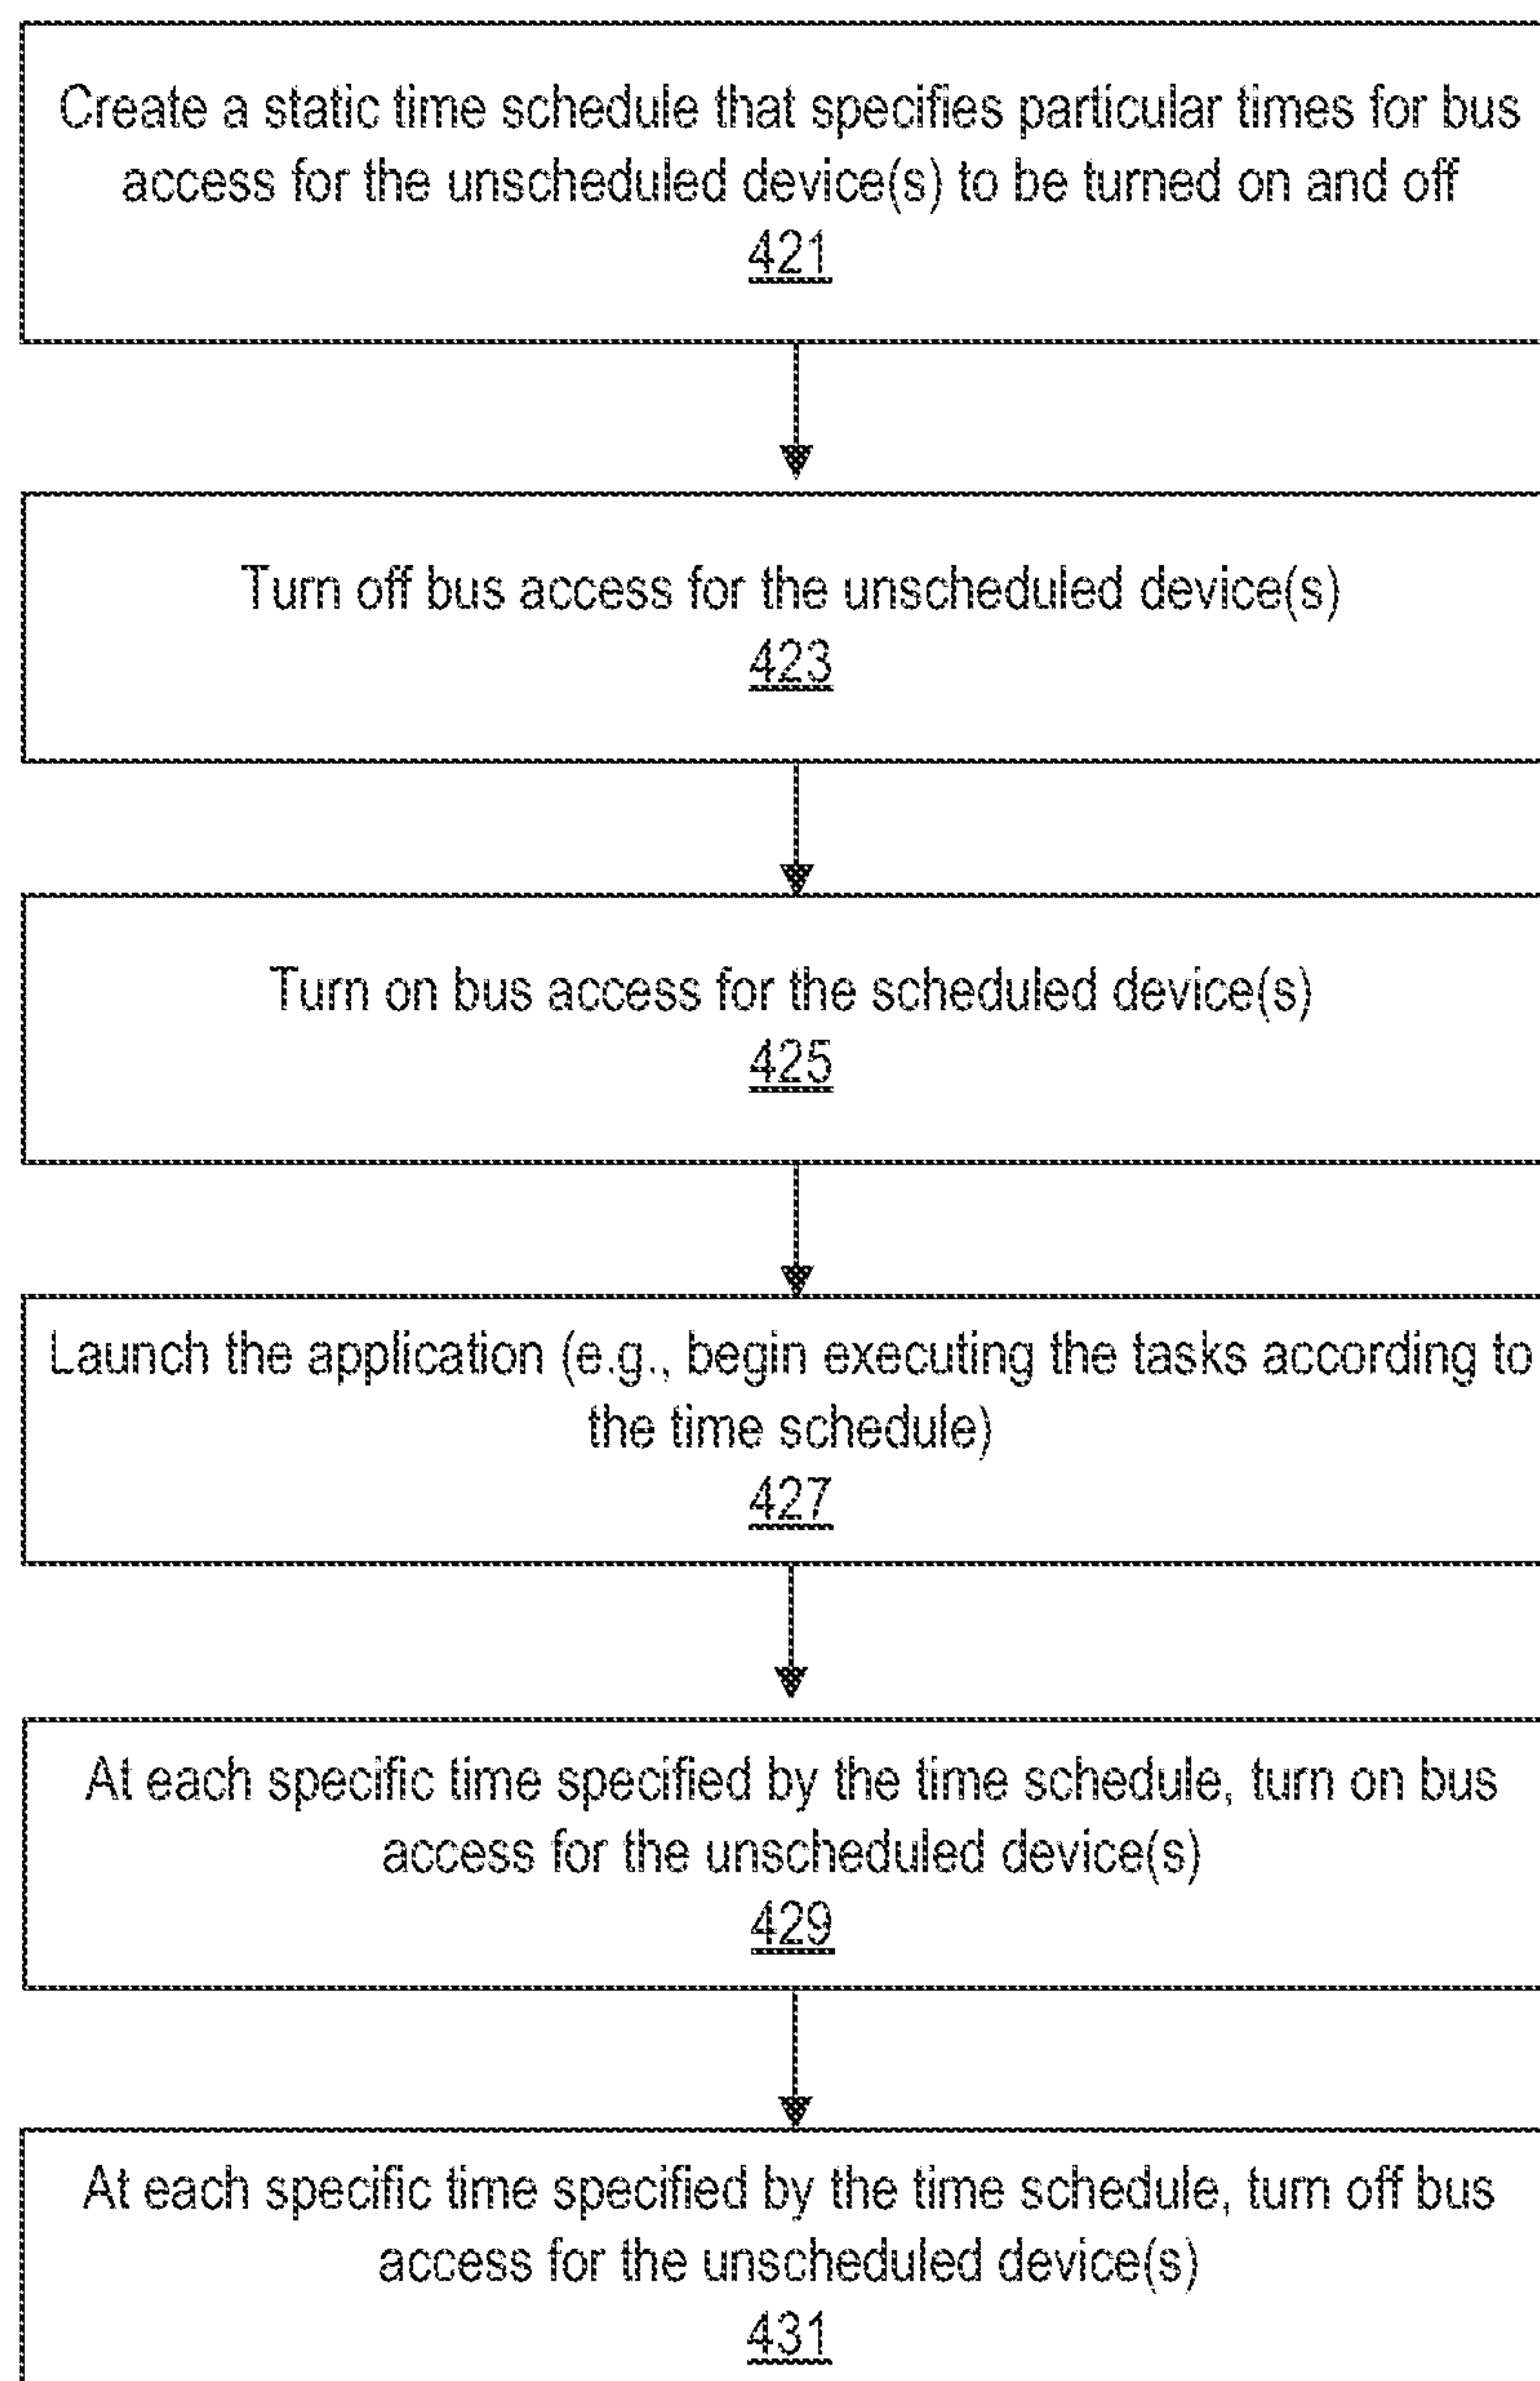 Create a static time schedule that specifies particular times for bus
access for the unscheduled device(s) to be turned on and off
421
Turn off bus access for the unscheduled device(s)
423
Turn on bus access for the scheduled device(s)
425
Launch the application (e.g., begin executing the tasks according to
the time schedule)
427
At each specific time specified by the time schedule, turn on bus
access for the unscheduled device(s)
429
At each specific time specified by the time schedule, turn off bus
access for the unscheduled device(s)
431